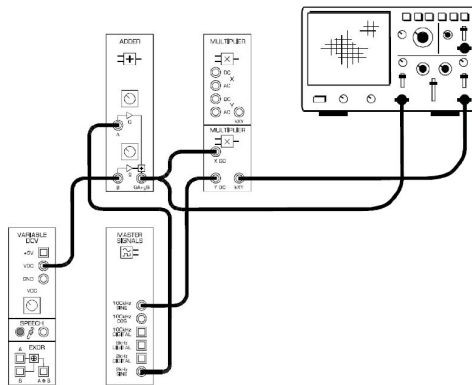 ADDER
G
A
g
B
GA+gB
MULTIPLIER
DC
X
AC
DC
Y
AC
kXY
MULTIPLIER
X DC
Y DC
kXY
VARIABLE
DCV
+5V
VDC
GND
VDC
SPEECH
EXOR
A
B
A⊕B
MASTER
SIGNALS
100kHz
SINE
100kHz
COS
100kHz
DIGITAL
8kHz
DIGITAL
2kHz
DIGITAL
2kHz
SINE